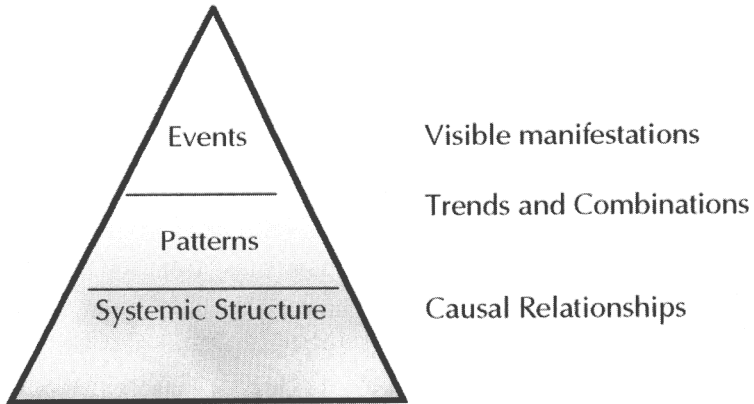 Events
Visible manifestations
Trends and Combinations
Patterns
Systemic Structure
Causal Relationships